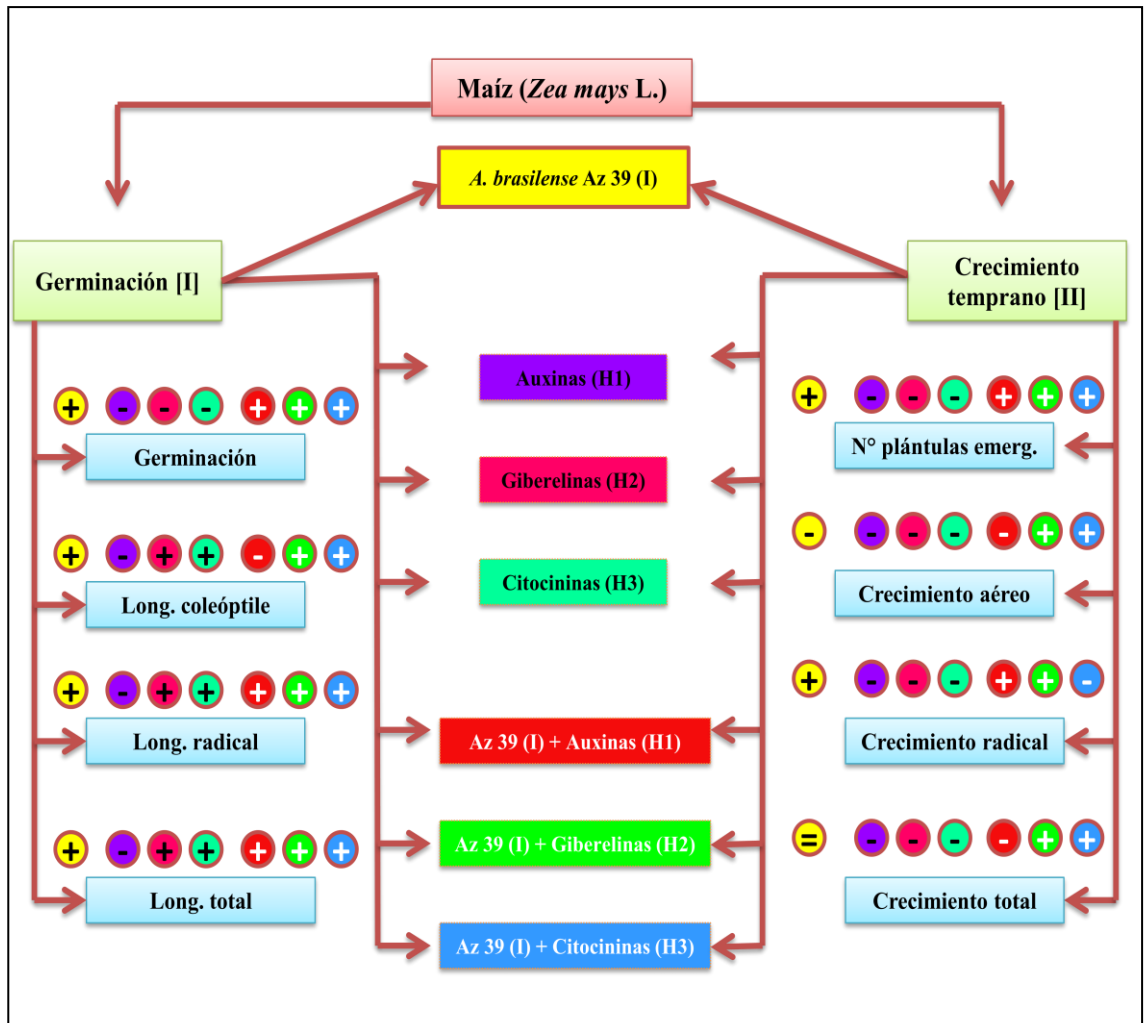 Maíz (Zea mays L.)
A. brasilense Az 39 (I)
Germinación [I]
Crecimiento
temprano [II]
Auxinas (H1)
Giberelinas (H2)
Citocininas (H3)
Az 39 (I) + Auxinas (H1)
Az 39 (I) + Giberelinas (H2)
Az 39 (I) + Citocininas (H3)
+ - - - + + +
Germinación
+ - + + - + +
Long. coleóptile
+ - + + + + +
Long. radical
+ - + + + + +
Long. total
+ - - - + + +
N° plántulas emerg.
- - - - - + +
Crecimiento aéreo
+ - - - + + -
Crecimiento radical
= - - - - + +
Crecimiento total